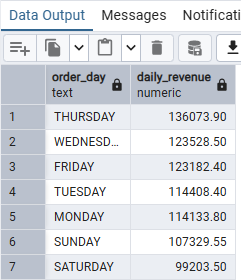 Data Output Messages Notificati
order_day daily_revenue
text numeric
1 THURSDAY 136073.90
2 WEDNESD... 123528.50
3 FRIDAY 123182.40
4 TUESDAY 114408.40
5 MONDAY 114133.80
6 SUNDAY 107329.55
7 SATURDAY 99203.50